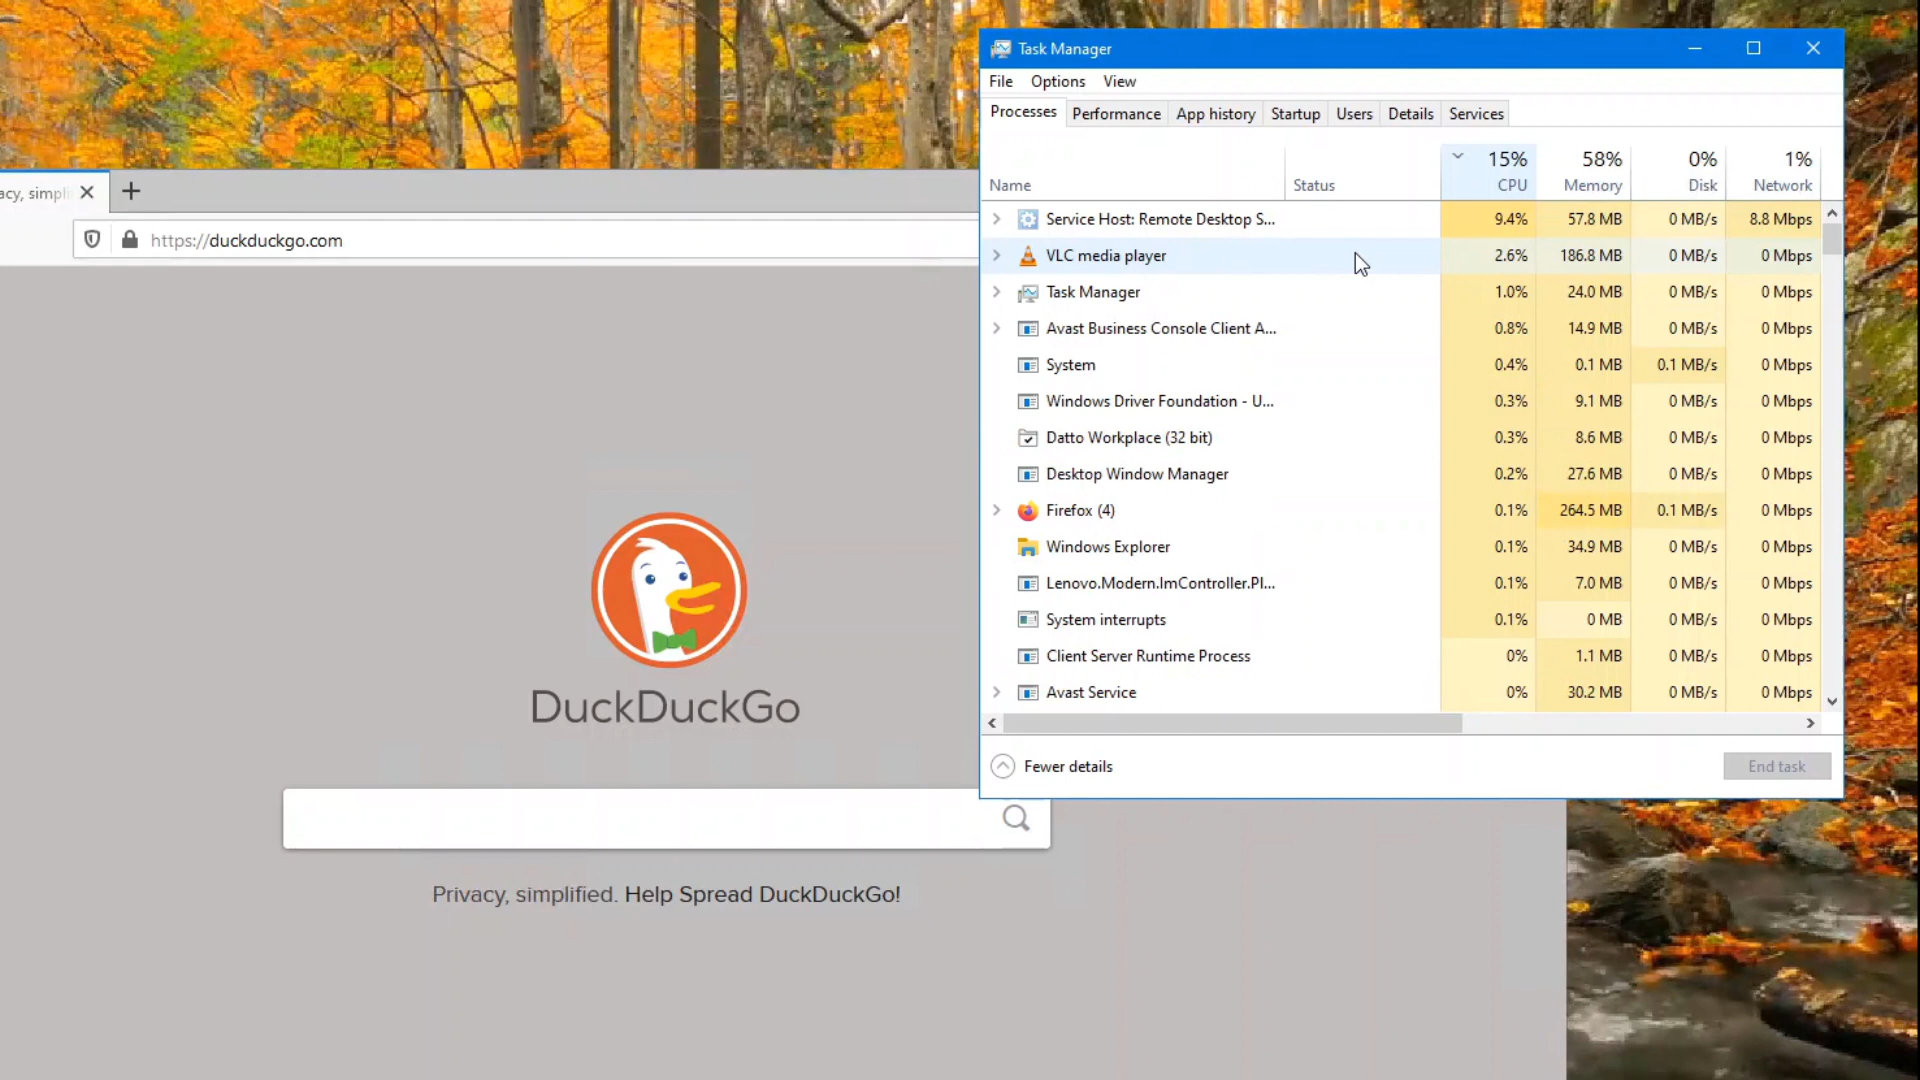 acy, simpli
https://duckduckgo.com
DuckDuckGo
Privacy, simplified. Help Spread DuckDuckGo!
Task Manager
File Options View
Processes Performance App history Startup Users Details Services
15% 58% 0% 1%
Name Status CPU Memory Disk Network
Service Host: Remote Desktop S... 9.4% 57.8 MB 0 MB/s 8.8 Mbps
VLC media player 2.6% 186.8 MB 0 MB/s 0 Mbps
Task Manager 1.0% 24.0 MB 0 MB/s 0 Mbps
Avast Business Console Client A... 0.8% 14.9 MB 0 MB/s 0 Mbps
System 0.4% 0.1 MB 0.1 MB/s 0 Mbps
Windows Driver Foundation - U... 0.3% 9.1 MB 0 MB/s 0 Mbps
Datto Workplace (32 bit) 0.3% 8.6 MB 0 MB/s 0 Mbps
Desktop Window Manager 0.2% 27.6 MB 0 MB/s 0 Mbps
Firefox (4) 0.1% 264.5 MB 0.1 MB/s 0 Mbps
Windows Explorer 0.1% 34.9 MB 0 MB/s 0 Mbps
Lenovo.Modern.ImController.Pl... 0.1% 7.0 MB 0 MB/s 0 Mbps
System interrupts 0.1% 0 MB 0 MB/s 0 Mbps
Client Server Runtime Process 0% 1.1 MB 0 MB/s 0 Mbps
Avast Service 0% 30.2 MB 0 MB/s 0 Mbps
Fewer details End task